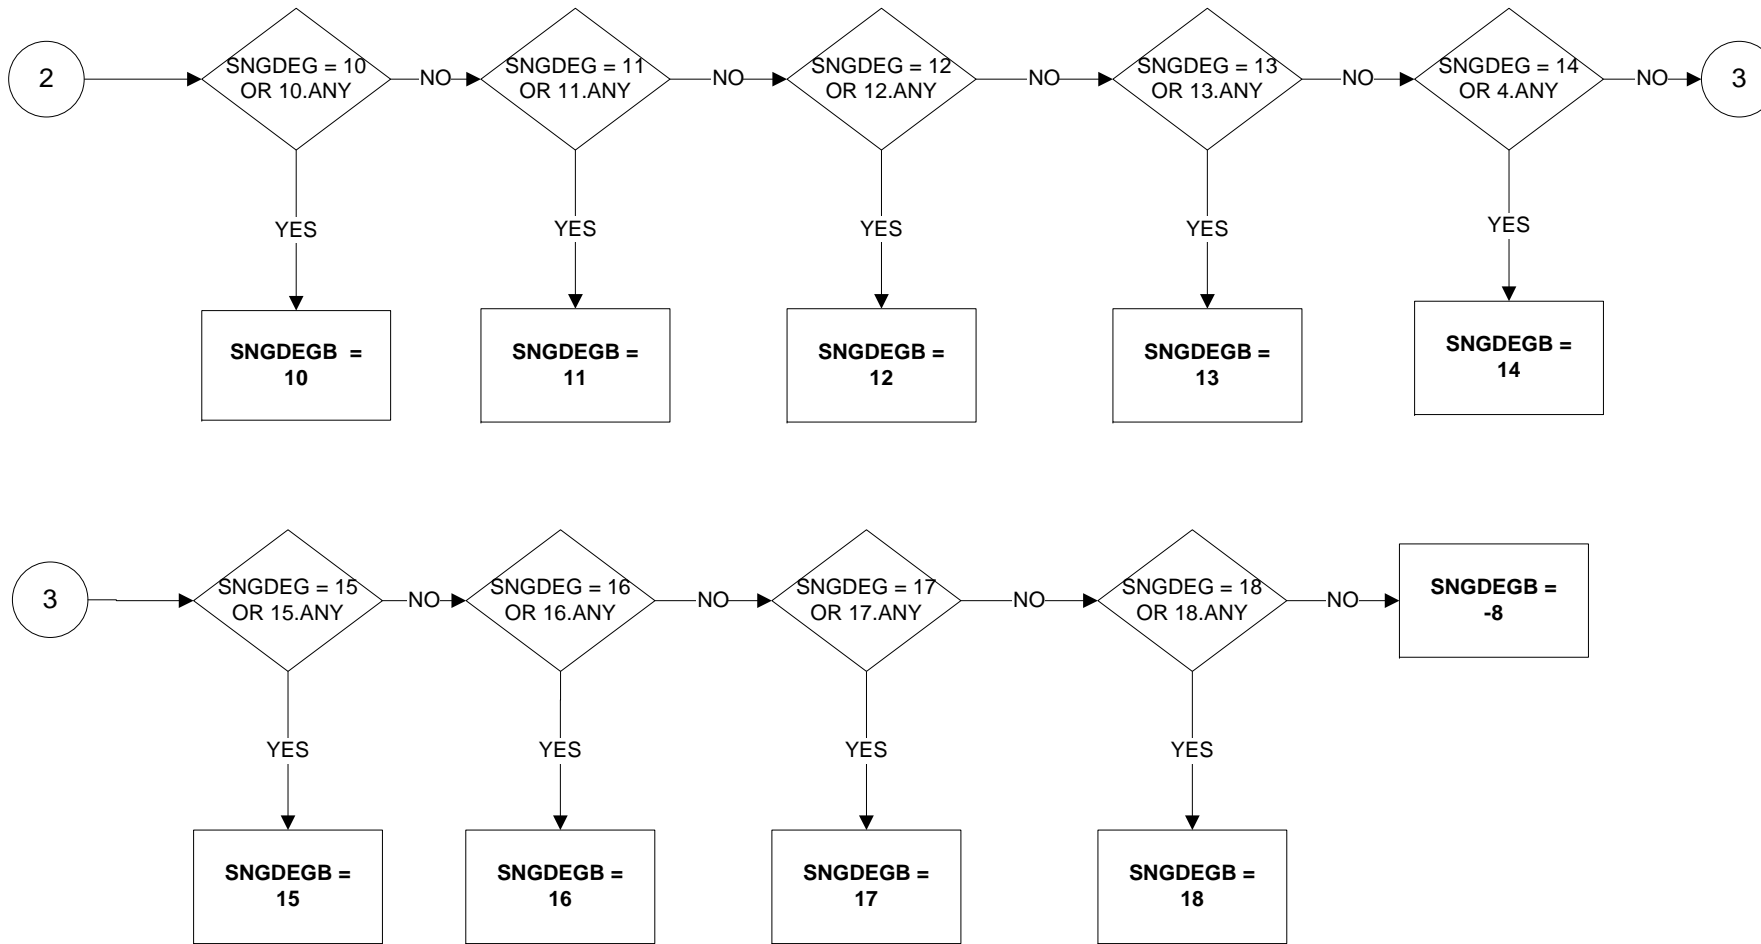 2
SNGDEG = 10
OR 10.ANY
NO
SNGDEG = 11
OR 11.ANY
NO
SNGDEG = 12
OR 12.ANY
NO
SNGDEG = 13
OR 13.ANY
NO
SNGDEG = 14
OR 4.ANY
NO
3
YES
YES
YES
YES
YES
SNGDEGB =
10
SNGDEGB =
11
SNGDEGB =
12
SNGDEGB =
13
SNGDEGB =
14
3
SNGDEG = 15
OR 15.ANY
NO
SNGDEG = 16
OR 16.ANY
NO
SNGDEG = 17
OR 17.ANY
NO
SNGDEG = 18
OR 18.ANY
NO
SNGDEGB =
-8
YES
YES
YES
YES
SNGDEGB =
15
SNGDEGB =
16
SNGDEGB =
17
SNGDEGB =
18